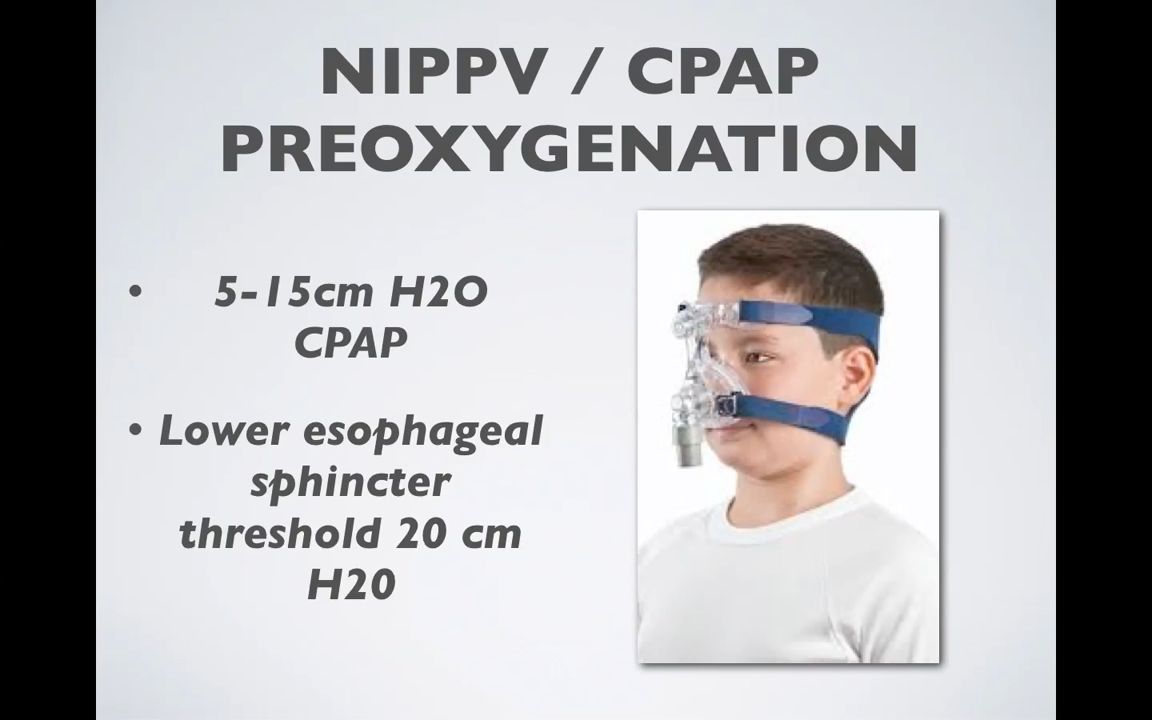 NIPPV / CPAP
PREOXYGENATION
• 5-15cm H2O
CPAP
• Lower esophageal
sphincter
threshold 20 cm
H20